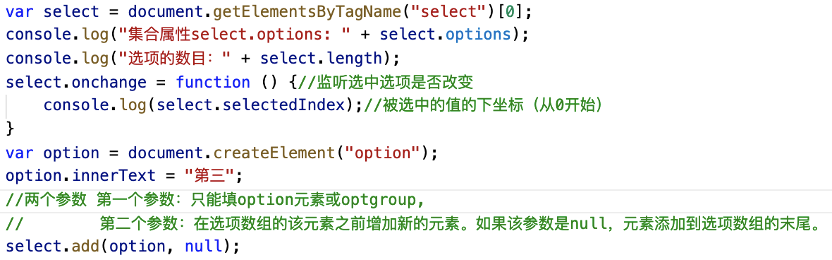 var select = document.getElementsByTagName("select")[0];
console.log("集合属性select.options: " + select.options);
console.log("选项的数目：" + select.length);
select.onchange = function () {//监听选中选项是否改变
    console.log(select.selectedIndex);//被选中的值的下坐标（从0开始）
}
var option = document.createElement("option");
option.innerText = "第三";
//两个参数 第一个参数：只能填option元素或optgroup,
//        第二个参数：在选项数组的该元素之前增加新的元素。如果该参数是null，元素添加到选项数组的末尾。
select.add(option, null);